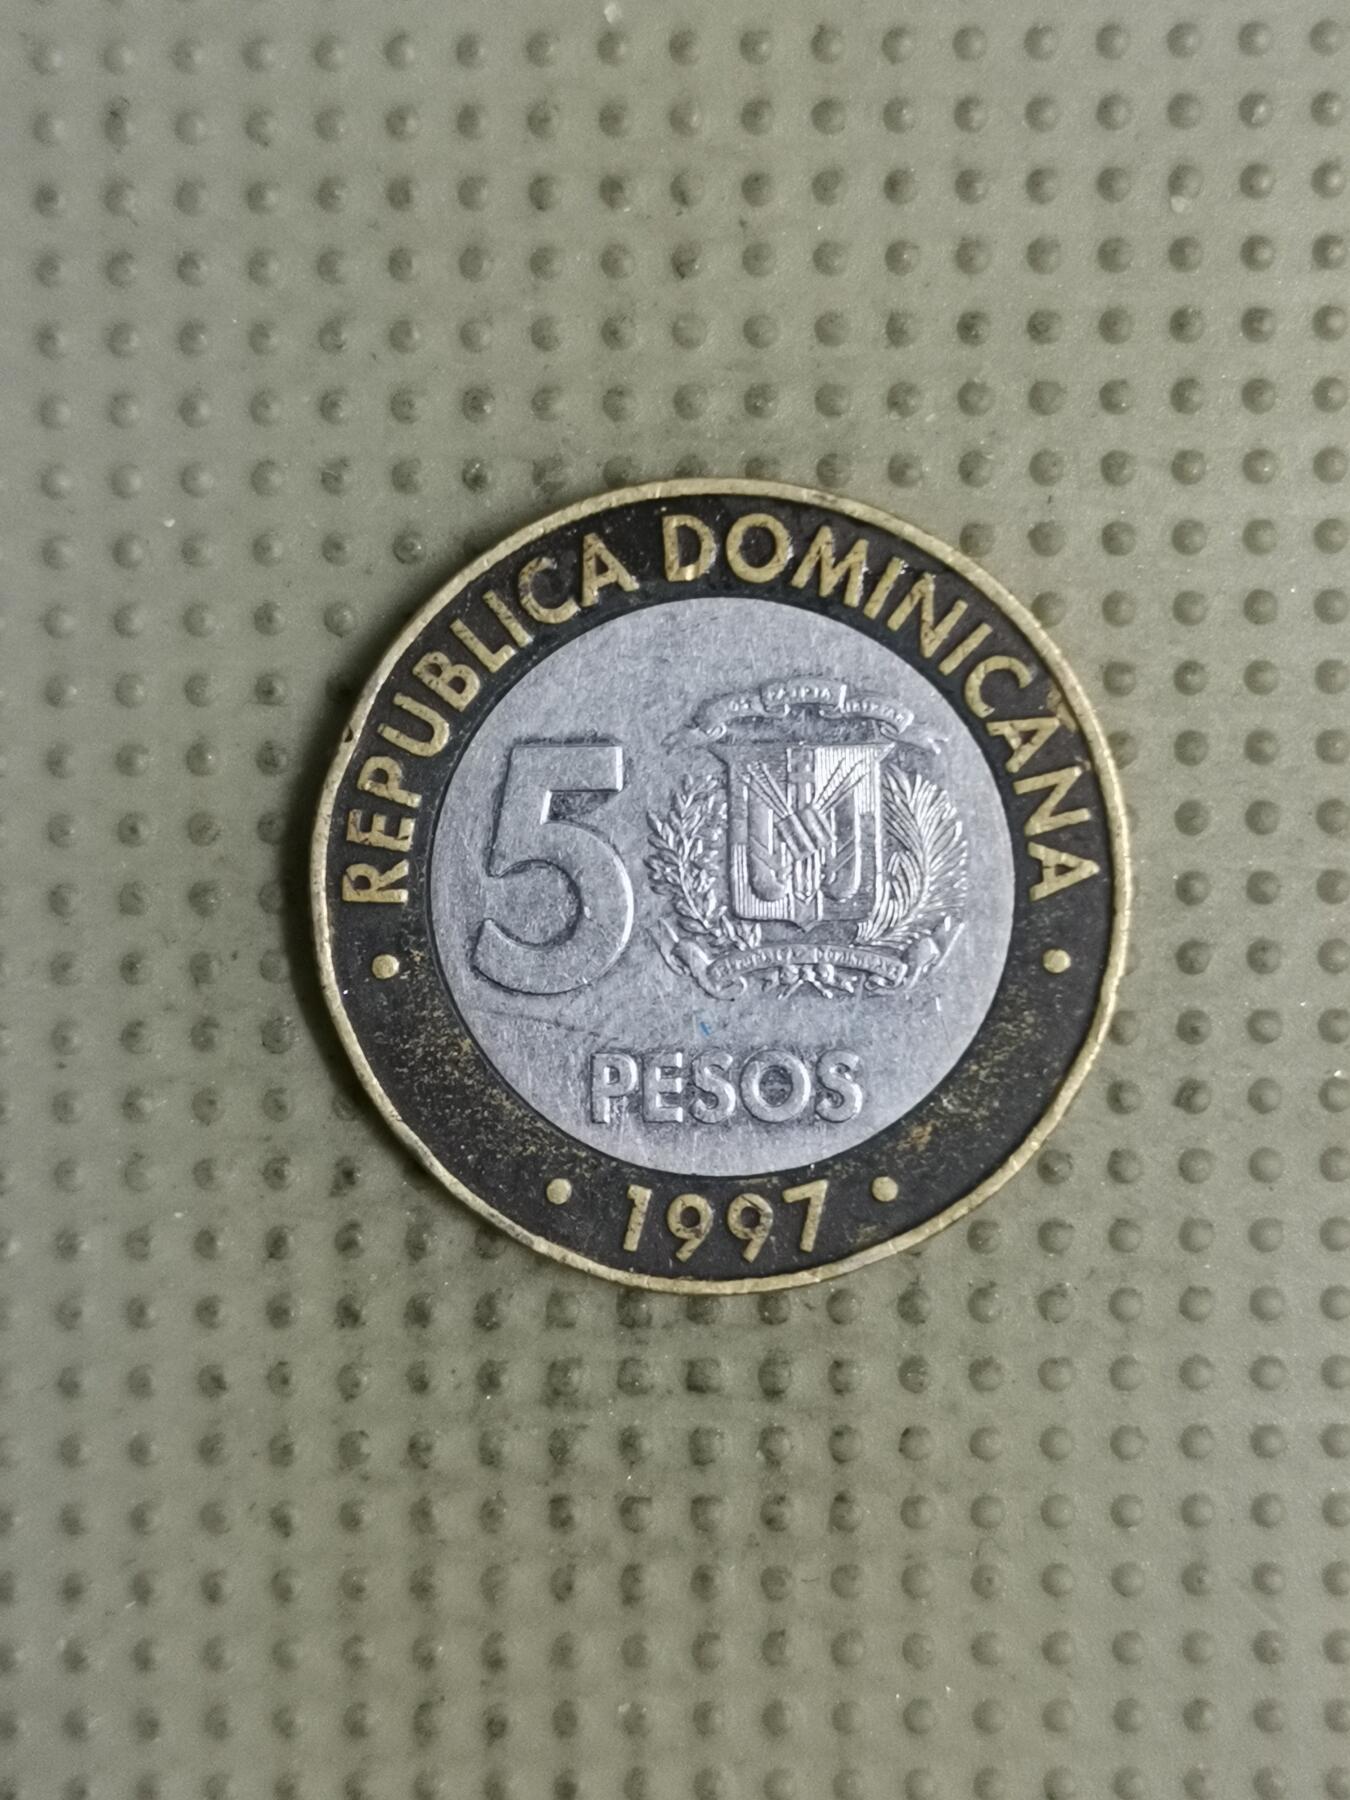 • REPUBLICA DOMINICANA •
5
PESOS
• 1997 •